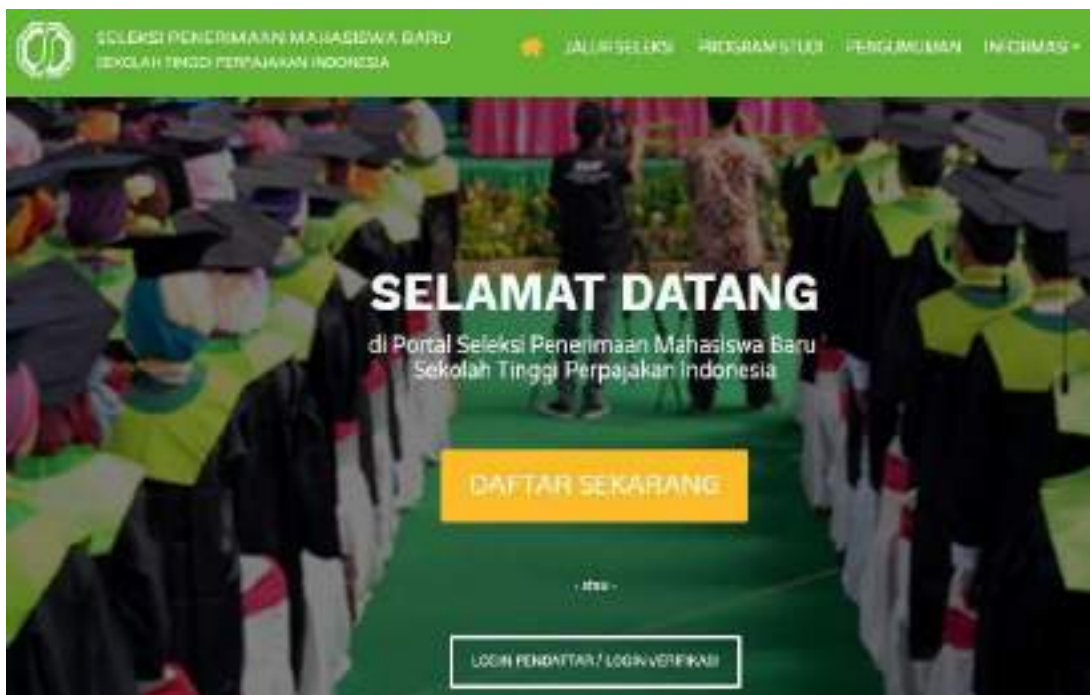 SELEKSI PENERIMAAN MAHASISWA BARU
SEKOLAH TINGGI PERPAJAKAN INDONESIA
JALUR SELEKSI PROGRAM STUDI PENGUMUMAN INFORMASI
SELAMAT DATANG
di Portal Seleksi Penerimaan Mahasiswa Baru
Sekolah Tinggi Perpajakan Indonesia
DAFTAR SEKARANG
- atau -
LOGIN PENDAFTAR / LOGIN VERIFIKASI